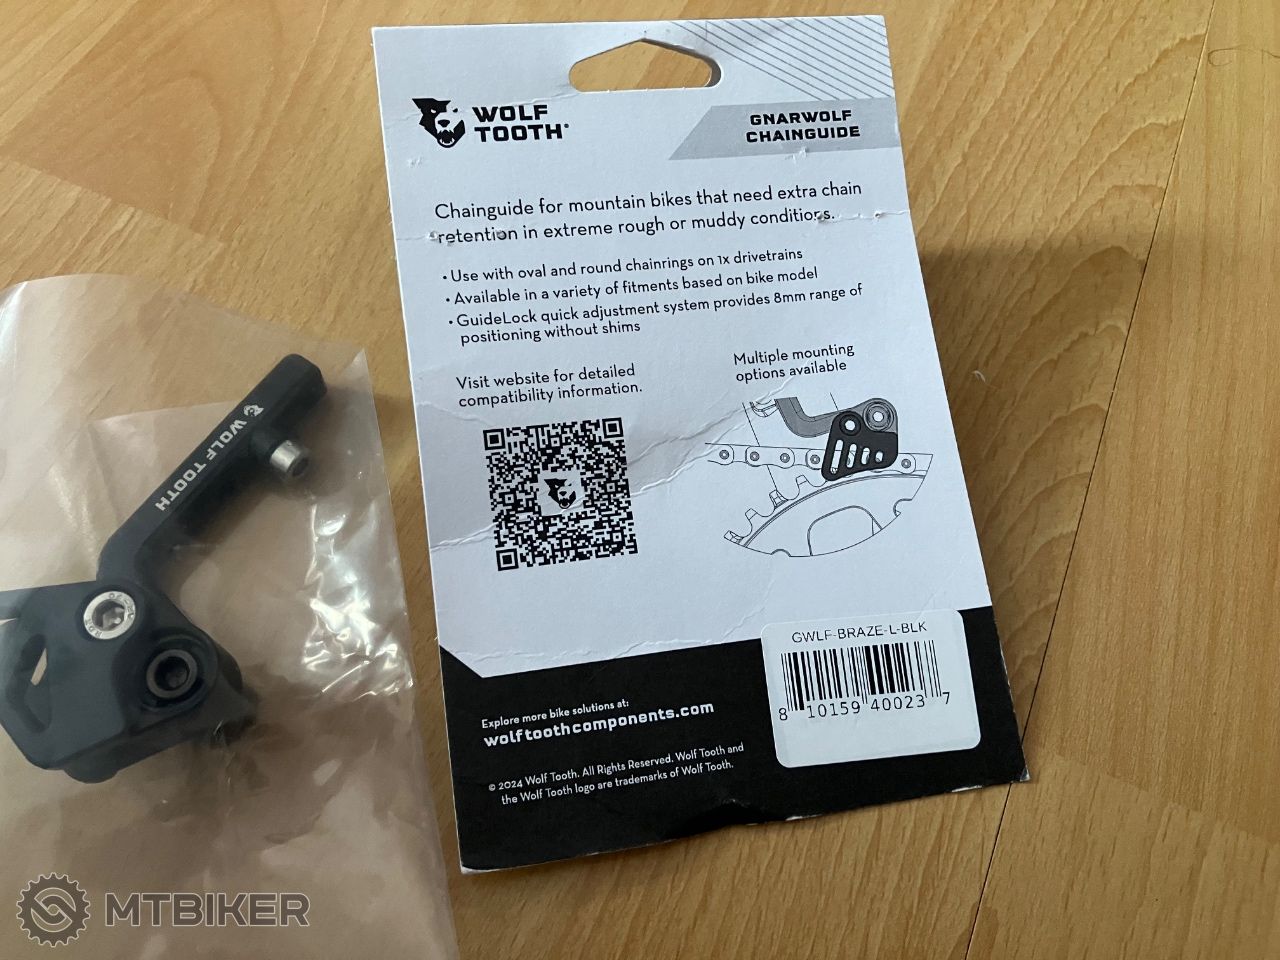 WOLF
TOOTH®
GNARWOLF
CHAINGUIDE
Chainguide for mountain bikes that need extra chain
retention in extreme rough or muddy conditions.
• Use with oval and round chainrings on 1x drivetrains
• Available in a variety of fitments based on bike model
• GuideLock quick adjustment system provides 8mm range of
positioning without shims
Visit website for detailed
compatibility information.
Multiple mounting
options available
WOLF TOOTH
GWLF-BRAZE-L-BLK
8 10159 40023 7
Explore more bike solutions at:
wolftoothcomponents.com
© 2024 Wolf Tooth. All Rights Reserved. Wolf Tooth and
the Wolf Tooth logo are trademarks of Wolf Tooth.
MTBIKER